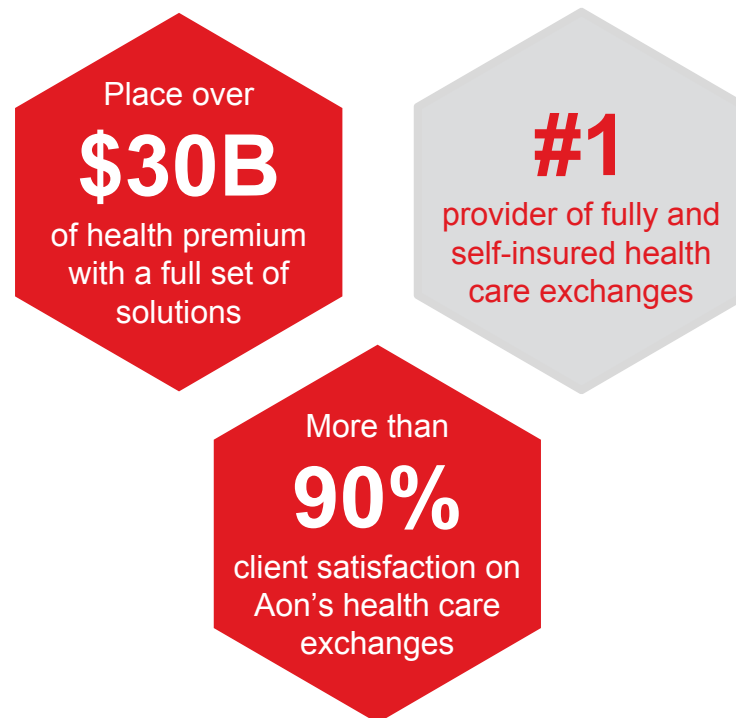 Place over
$30B
of health premium
with a full set of
solutions
#1
provider of fully and
self-insured health
care exchanges
More than
90%
client satisfaction on
Aon’s health care
exchanges